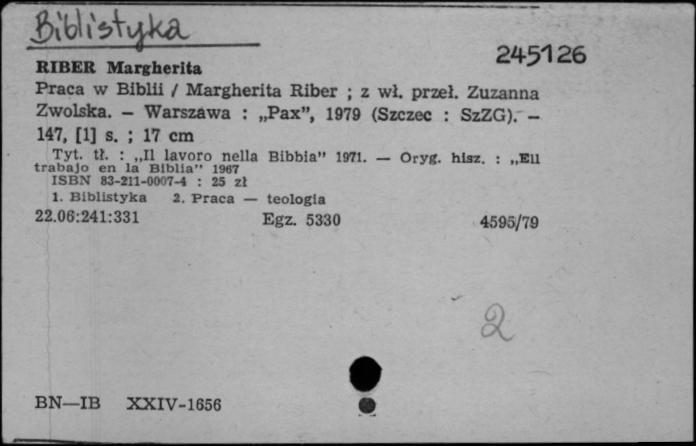 Biblistyka
245126
RIBER Margherita
Praca w Biblii / Margherita Riber ; z wł. przeł. Zuzanna
Zwolska. — Warszawa : „Pax”, 1979 (Szczec : SzZG). —
147, [1] s. ; 17 cm
Tyt. tł. : „Il lavoro nella Bibbia” 1971. — Oryg. hisz. : „Ell
trabajo en la Biblia” 1967
ISBN 83-211-0007-4 : 25 zł
1. Biblistyka 2. Praca — teologia
22.06:241:331 Egz. 5330 4595/79
2
BN—IB XXIV-1656